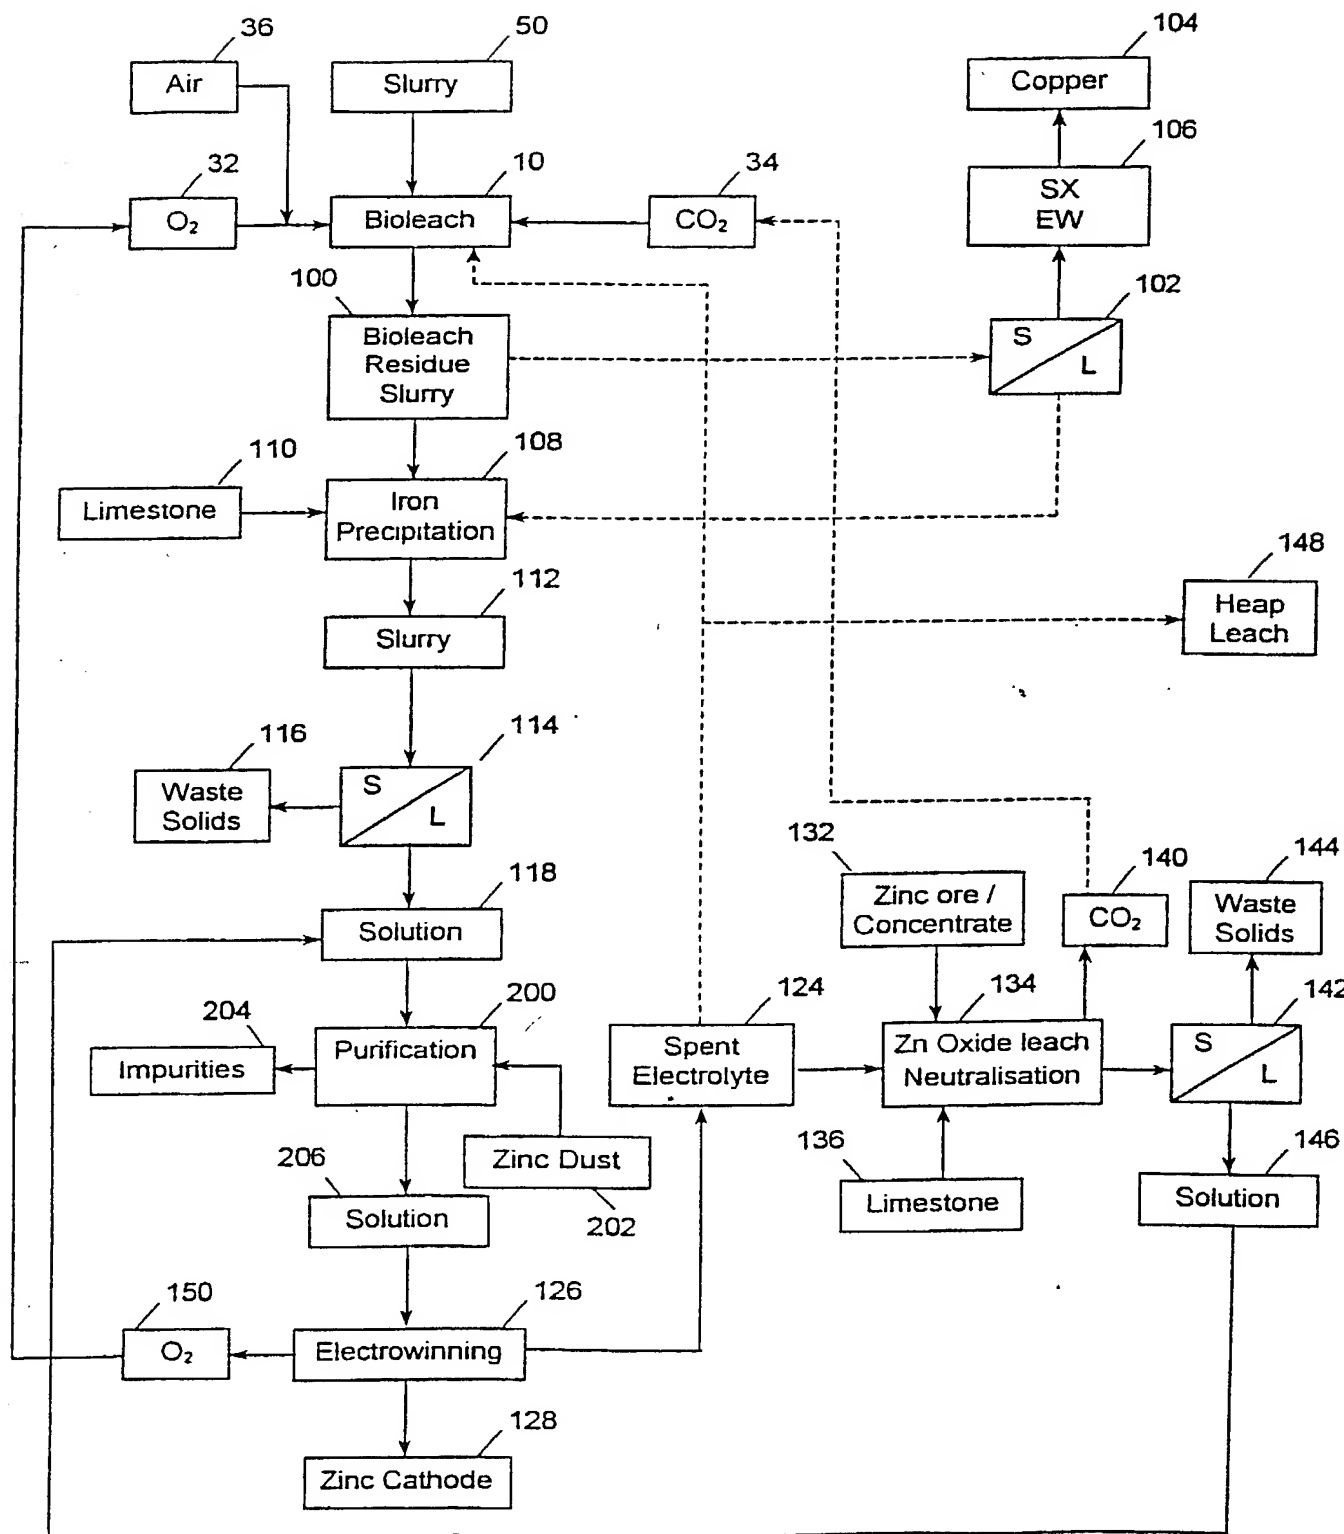 36
50
104
Air
Slurry
Copper
106
32
10
34
O₂
Bioleach
CO₂
SX
EW
100
102
Bioleach
Residue
Slurry
S
L
110
108
Limestone
Iron
Precipitation
148
112
Heap
Leach
Slurry
116
114
Waste
Solids
S
L
132
140
144
118
Zinc ore /
Concentrate
CO₂
Waste
Solids
Solution
204
200
124
134
142
Impurities
Purification
Spent
Electrolyte
Zn Oxide leach
Neutralisation
S
L
206
Zinc Dust
136
146
Solution
202
Limestone
Solution
150
126
O₂
Electrowinning
128
Zinc Cathode